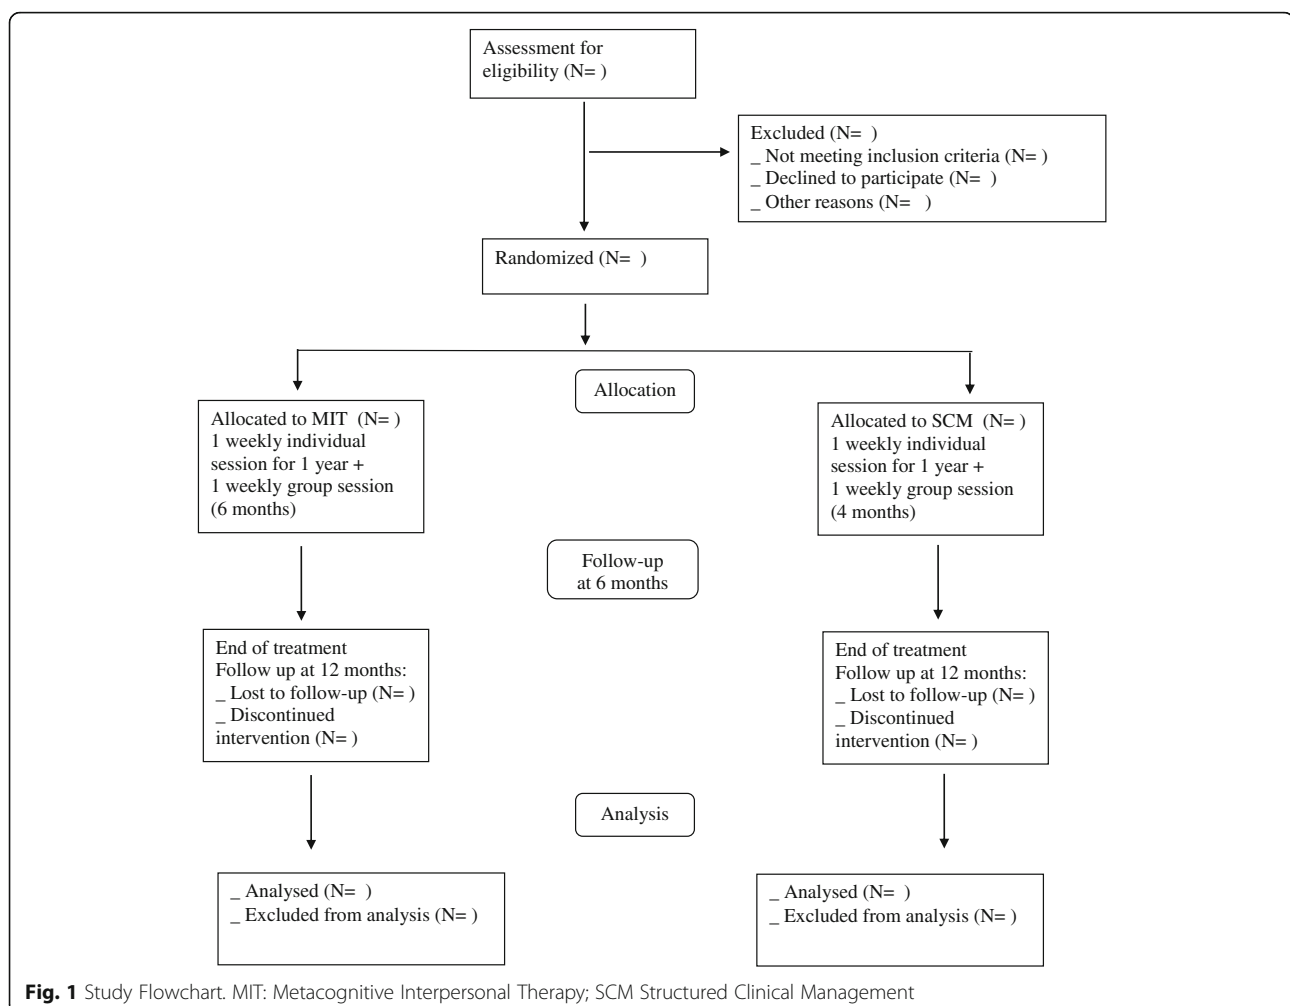 Assessment for
eligibility (N= )
Excluded (N=  )
_ Not meeting inclusion criteria (N= )
_ Declined to participate (N=  )
_ Other reasons (N=   )
Randomized (N=  )
Allocation
Allocated to MIT  (N= )
1 weekly individual
session for 1 year +
1 weekly group session
(6 months)
Allocated to SCM  (N= )
1 weekly individual
session for 1 year +
1 weekly group session
(4 months)
Follow-up
at 6 months
End of treatment
Follow up at 12 months:
_ Lost to follow-up (N= )
_ Discontinued
intervention (N= )
End of treatment
Follow up at 12 months:
_ Lost to follow-up (N= )
_ Discontinued
intervention (N= )
Analysis
_ Analysed (N=  )
_ Excluded from analysis (N= )
_ Analysed (N=  )
_ Excluded from analysis (N= )
Fig. 1 Study Flowchart. MIT: Metacognitive Interpersonal Therapy; SCM Structured Clinical Management